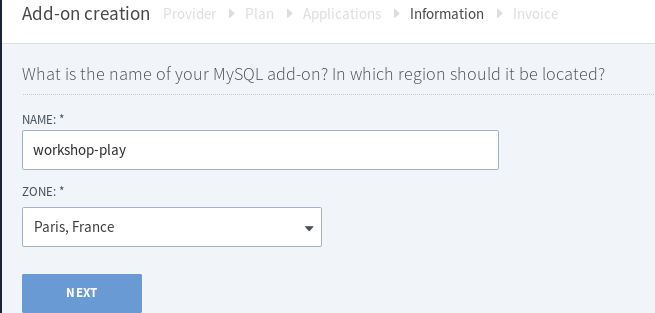 Add-on creation Provider Plan Applications Information Invoice
What is the name of your MySQL add-on? In which region should it be located?
NAME: *
workshop-play
ZONE: *
Paris, France
NEXT